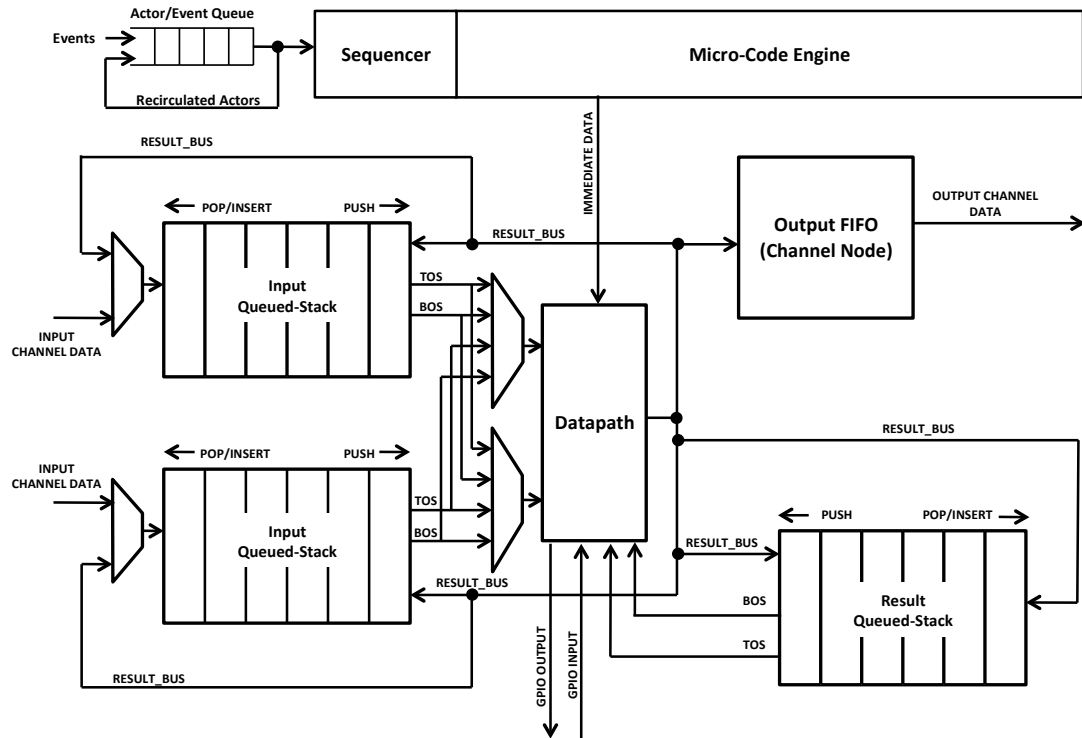 Actor/Event Queue
Events
Recirculated Actors
Sequencer
Micro-Code Engine
RESULT_BUS
IMMEDIATE DATA
POP/INSERT
PUSH
RESULT_BUS
Output FIFO
(Channel Node)
OUTPUT CHANNEL
DATA
Input
Queued-Stack
TOS
BOS
INPUT
CHANNEL DATA
Datapath
POP/INSERT
PUSH
RESULT_BUS
INPUT
CHANNEL DATA
Input
Queued-Stack
TOS
BOS
PUSH
POP/INSERT
RESULT_BUS
RESULT_BUS
BOS
TOS
Result
Queued-Stack
RESULT_BUS
GPIO OUTPUT
GPIO INPUT